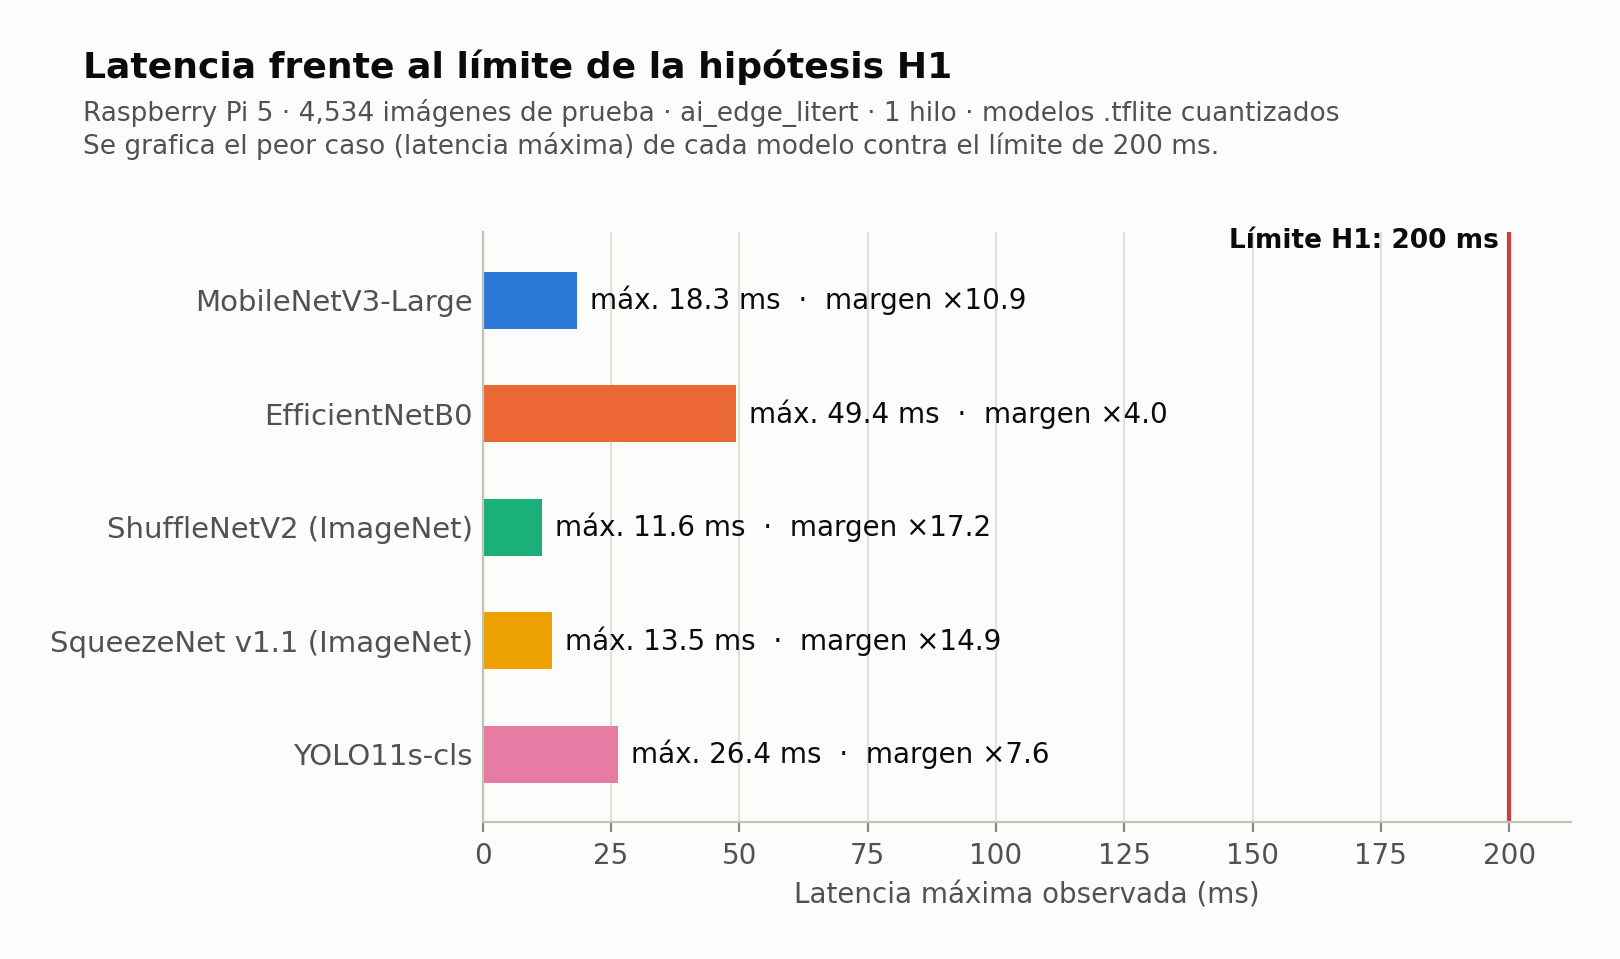 Latencia frente al límite de la hipótesis H1
Raspberry Pi 5 · 4,534 imágenes de prueba · ai_edge_litert · 1 hilo · modelos .tflite cuantizados
Se grafica el peor caso (latencia máxima) de cada modelo contra el límite de 200 ms.
Límite H1: 200 ms
MobileNetV3-Large máx. 18.3 ms · margen ×10.9
EfficientNetB0 máx. 49.4 ms · margen ×4.0
ShuffleNetV2 (ImageNet) máx. 11.6 ms · margen ×17.2
SqueezeNet v1.1 (ImageNet) máx. 13.5 ms · margen ×14.9
YOLO11s-cls máx. 26.4 ms · margen ×7.6
0 25 50 75 100 125 150 175 200
Latencia máxima observada (ms)